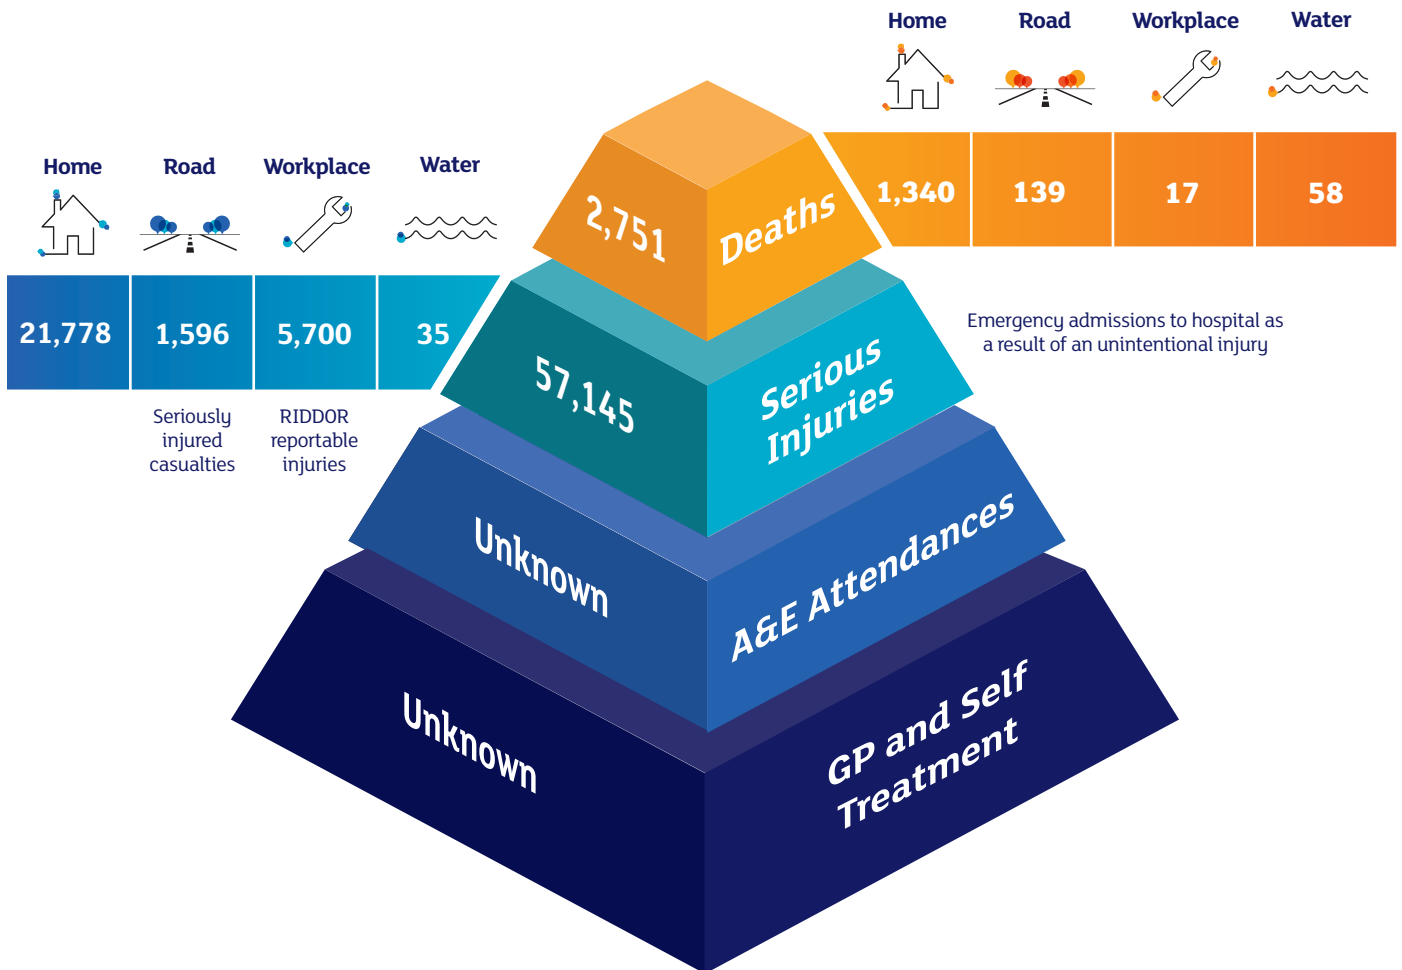 Home Road Workplace Water
1,340 139 17 58
Home Road Workplace Water
21,778 1,596 5,700 35
Seriously
injured
casualties
RIDDOR
reportable
injuries
2,751
Deaths
Emergency admissions to hospital as
a result of an unintentional injury
57,145
Serious
Injuries
Unknown
A&E Attendances
Unknown
GP and Self
Treatment